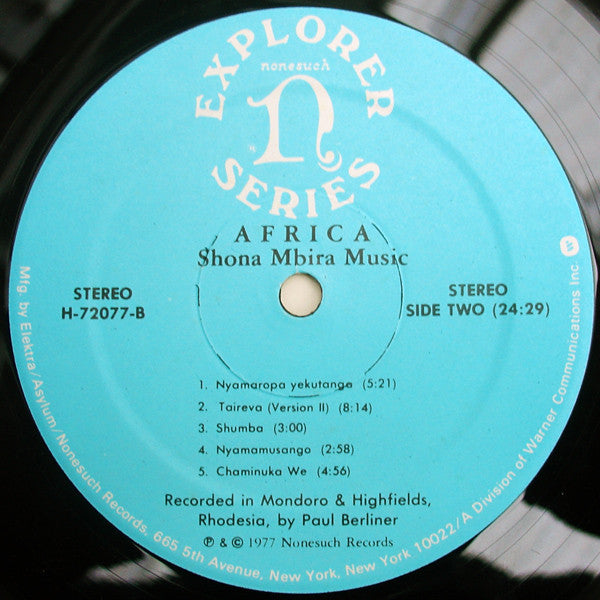 EXPLORER
nonesuch
n
SERIES
AFRICA
Shona Mbira Music
STEREO
H-72077-B
STEREO
SIDE TWO (24:29)
1. Nyamaropa yekutange (5:21)
2. Taireva (Version II) (8:14)
3. Shumba (3:00)
4. Nyamamusango (2:58)
5. Chaminuka We (4:56)
Recorded in Mondoro & Highfields,
Rhodesia, by Paul Berliner
℗ & © 1977 Nonesuch Records
Mfg. by Elektra/Asylum/Nonesuch Records, 665 5th Avenue, New York, New York 10022/A Division of Warner Communications Inc.